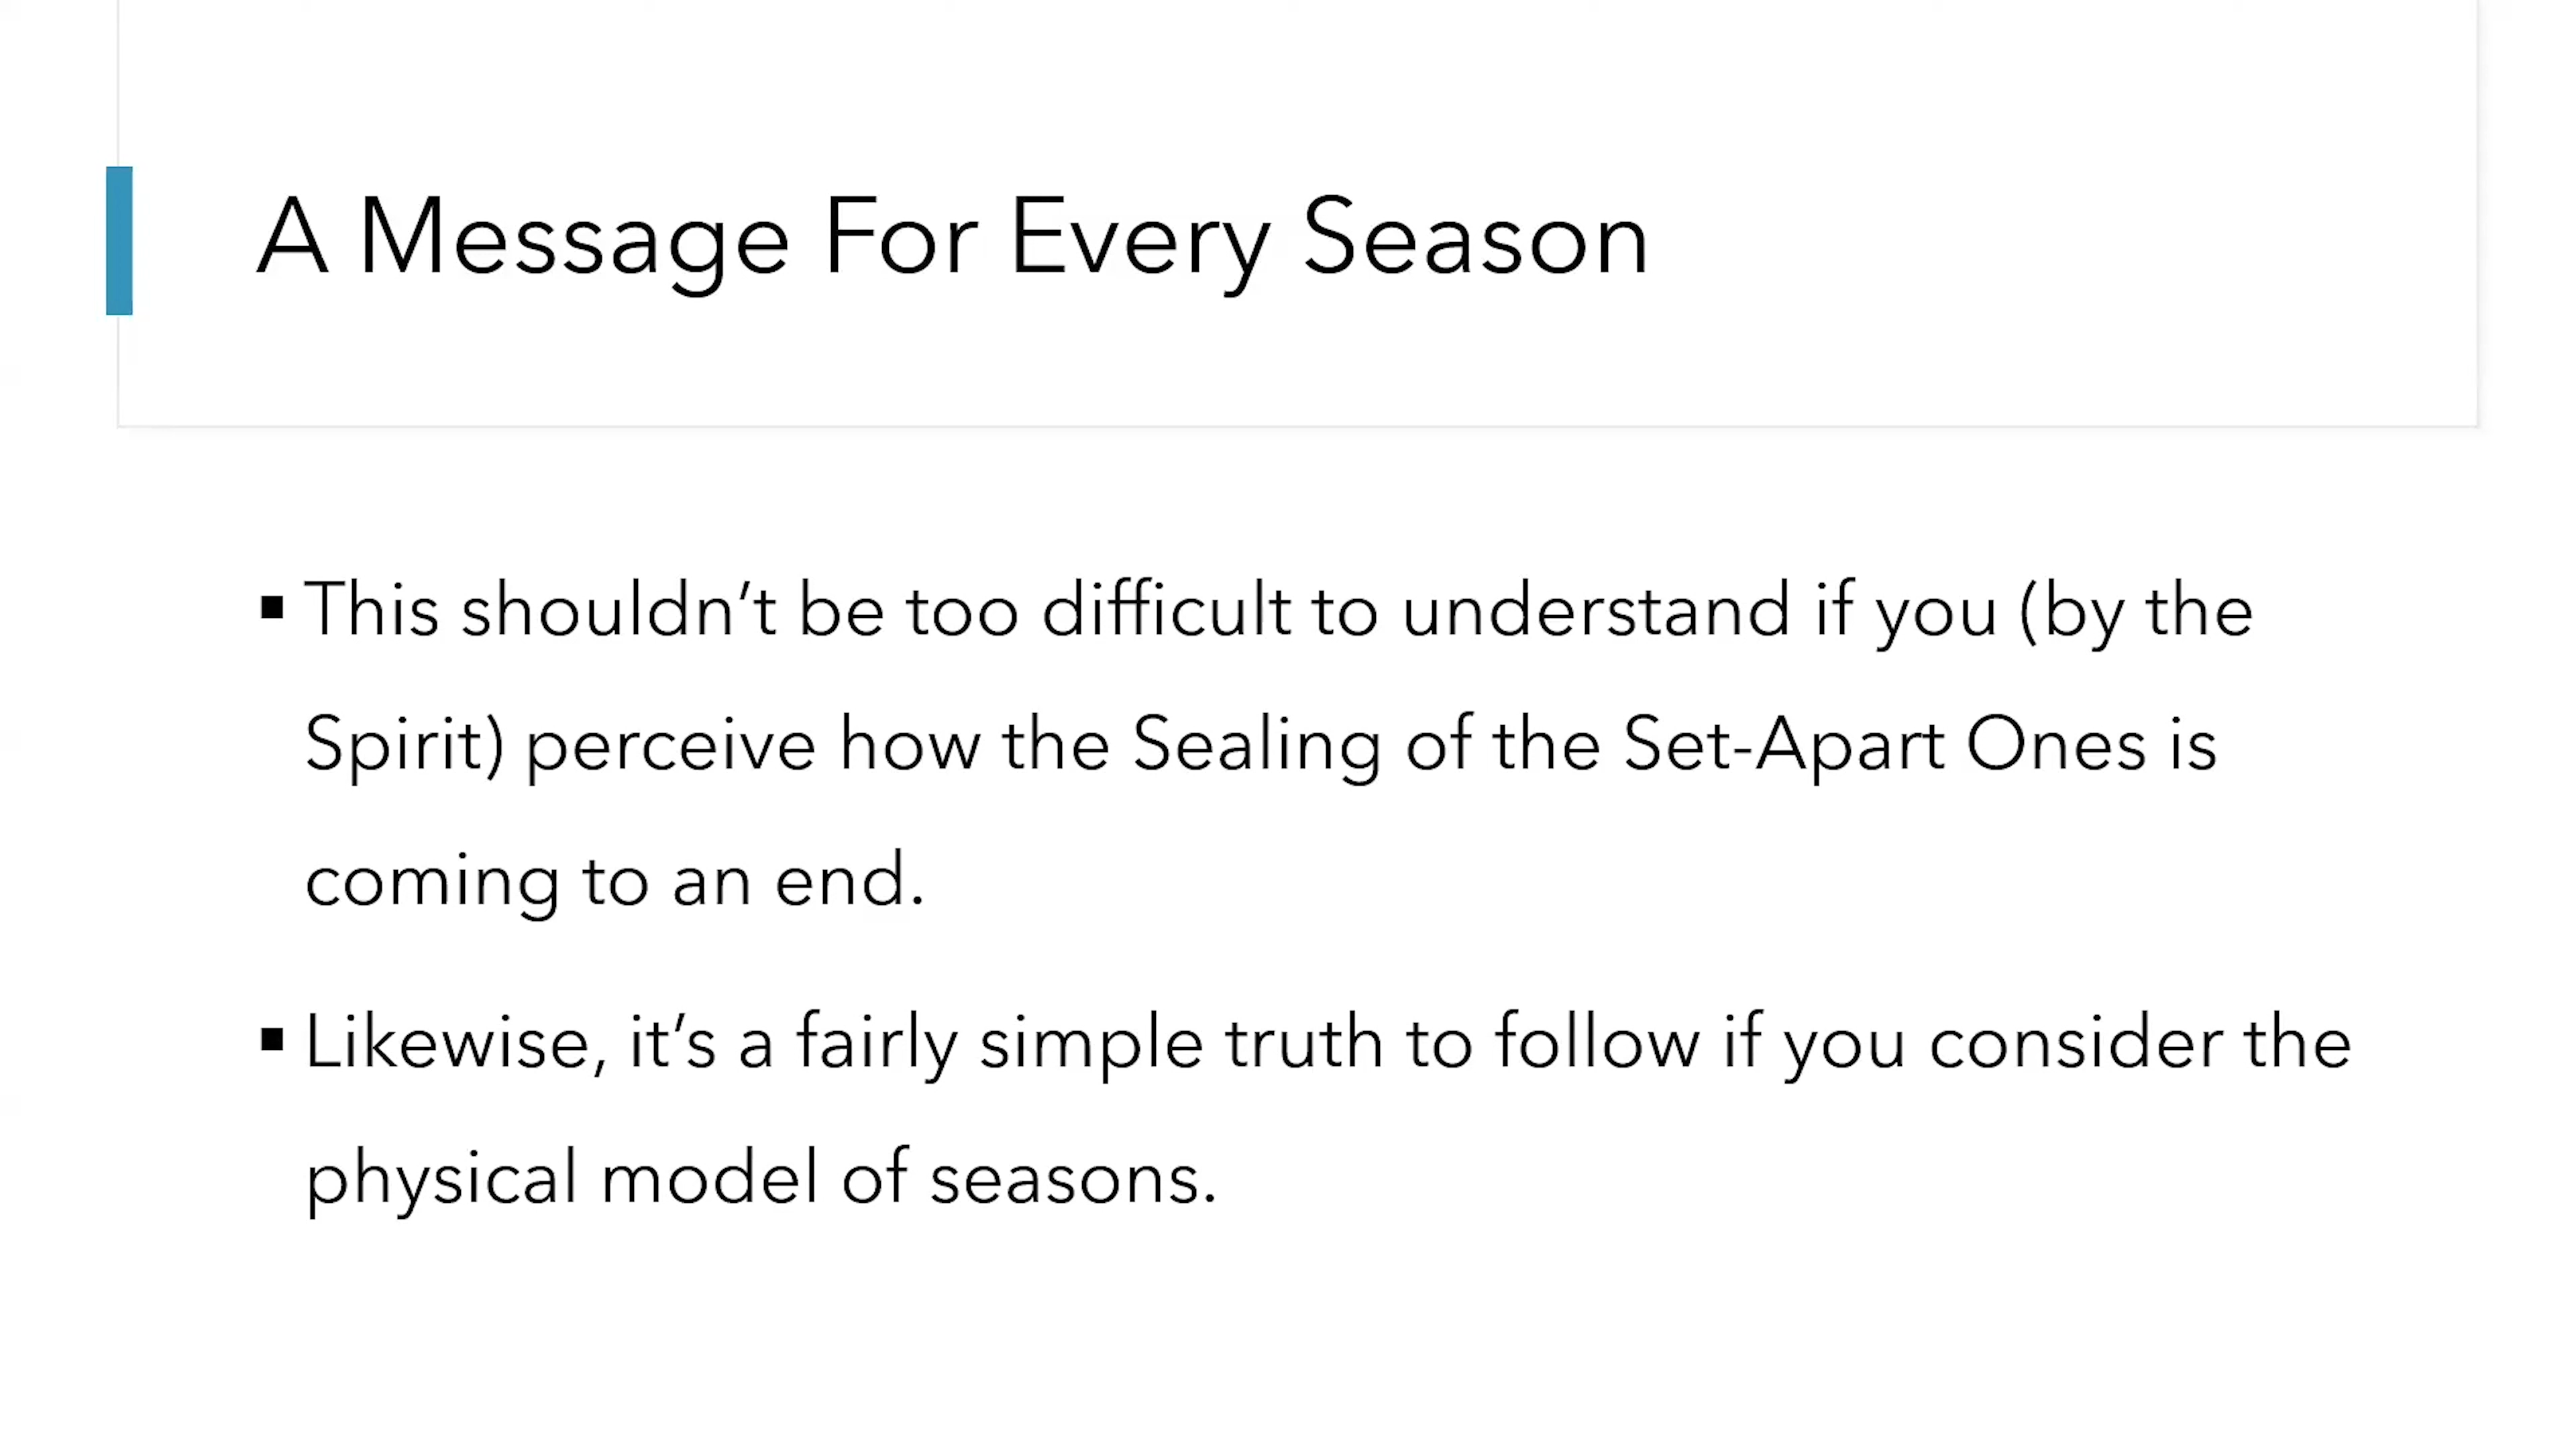 A Message For Every Season
▪ This shouldn’t be too difficult to understand if you (by the
Spirit) perceive how the Sealing of the Set-Apart Ones is
coming to an end.
▪ Likewise, it’s a fairly simple truth to follow if you consider the
physical model of seasons.